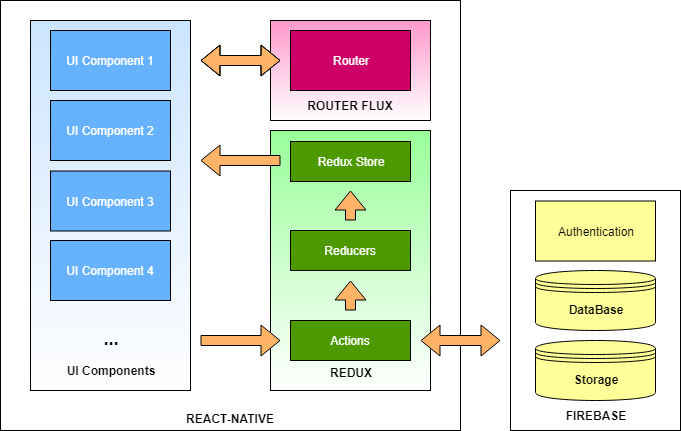 UI Component 1
UI Component 2
UI Component 3
UI Component 4
...
UI Components
Router
ROUTER FLUX
Redux Store
Reducers
Actions
REDUX
REACT-NATIVE
Authentication
DataBase
Storage
FIREBASE